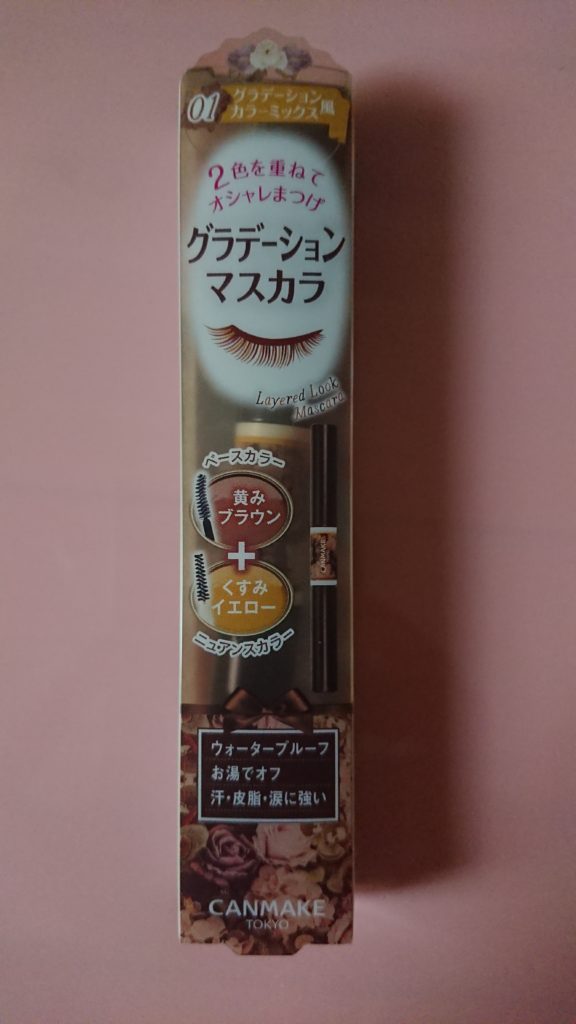 01
グラデーション
カラーミックス風
2色を重ねて
オシャレまつげ
グラデーション
マスカラ
Layered Look
Mascara
ベースカラー
黄み
ブラウン
+
くすみ
イエロー
ニュアンスカラー
CANMAKE
ウォータープルーフ
お湯でオフ
汗・皮脂・涙に強い
CANMAKE
TOKYO